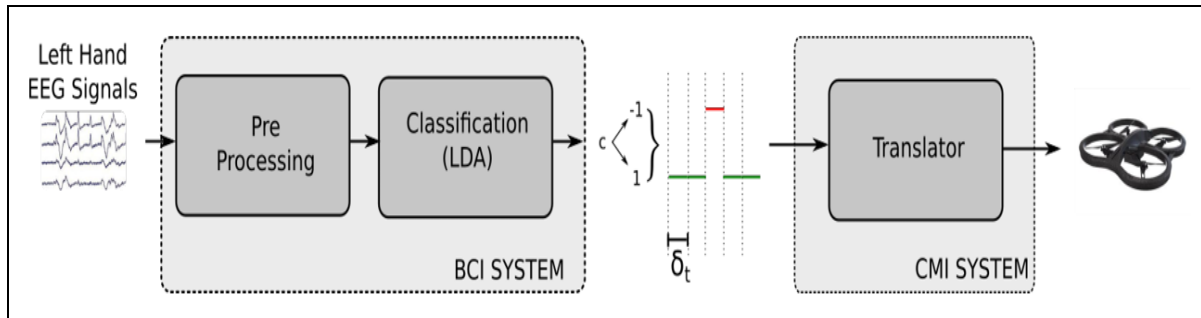 Left Hand
EEG Signals
Pre
Processing
Classification
(LDA)
BCI SYSTEM
c
-1
1
δt
Translator
CMI SYSTEM